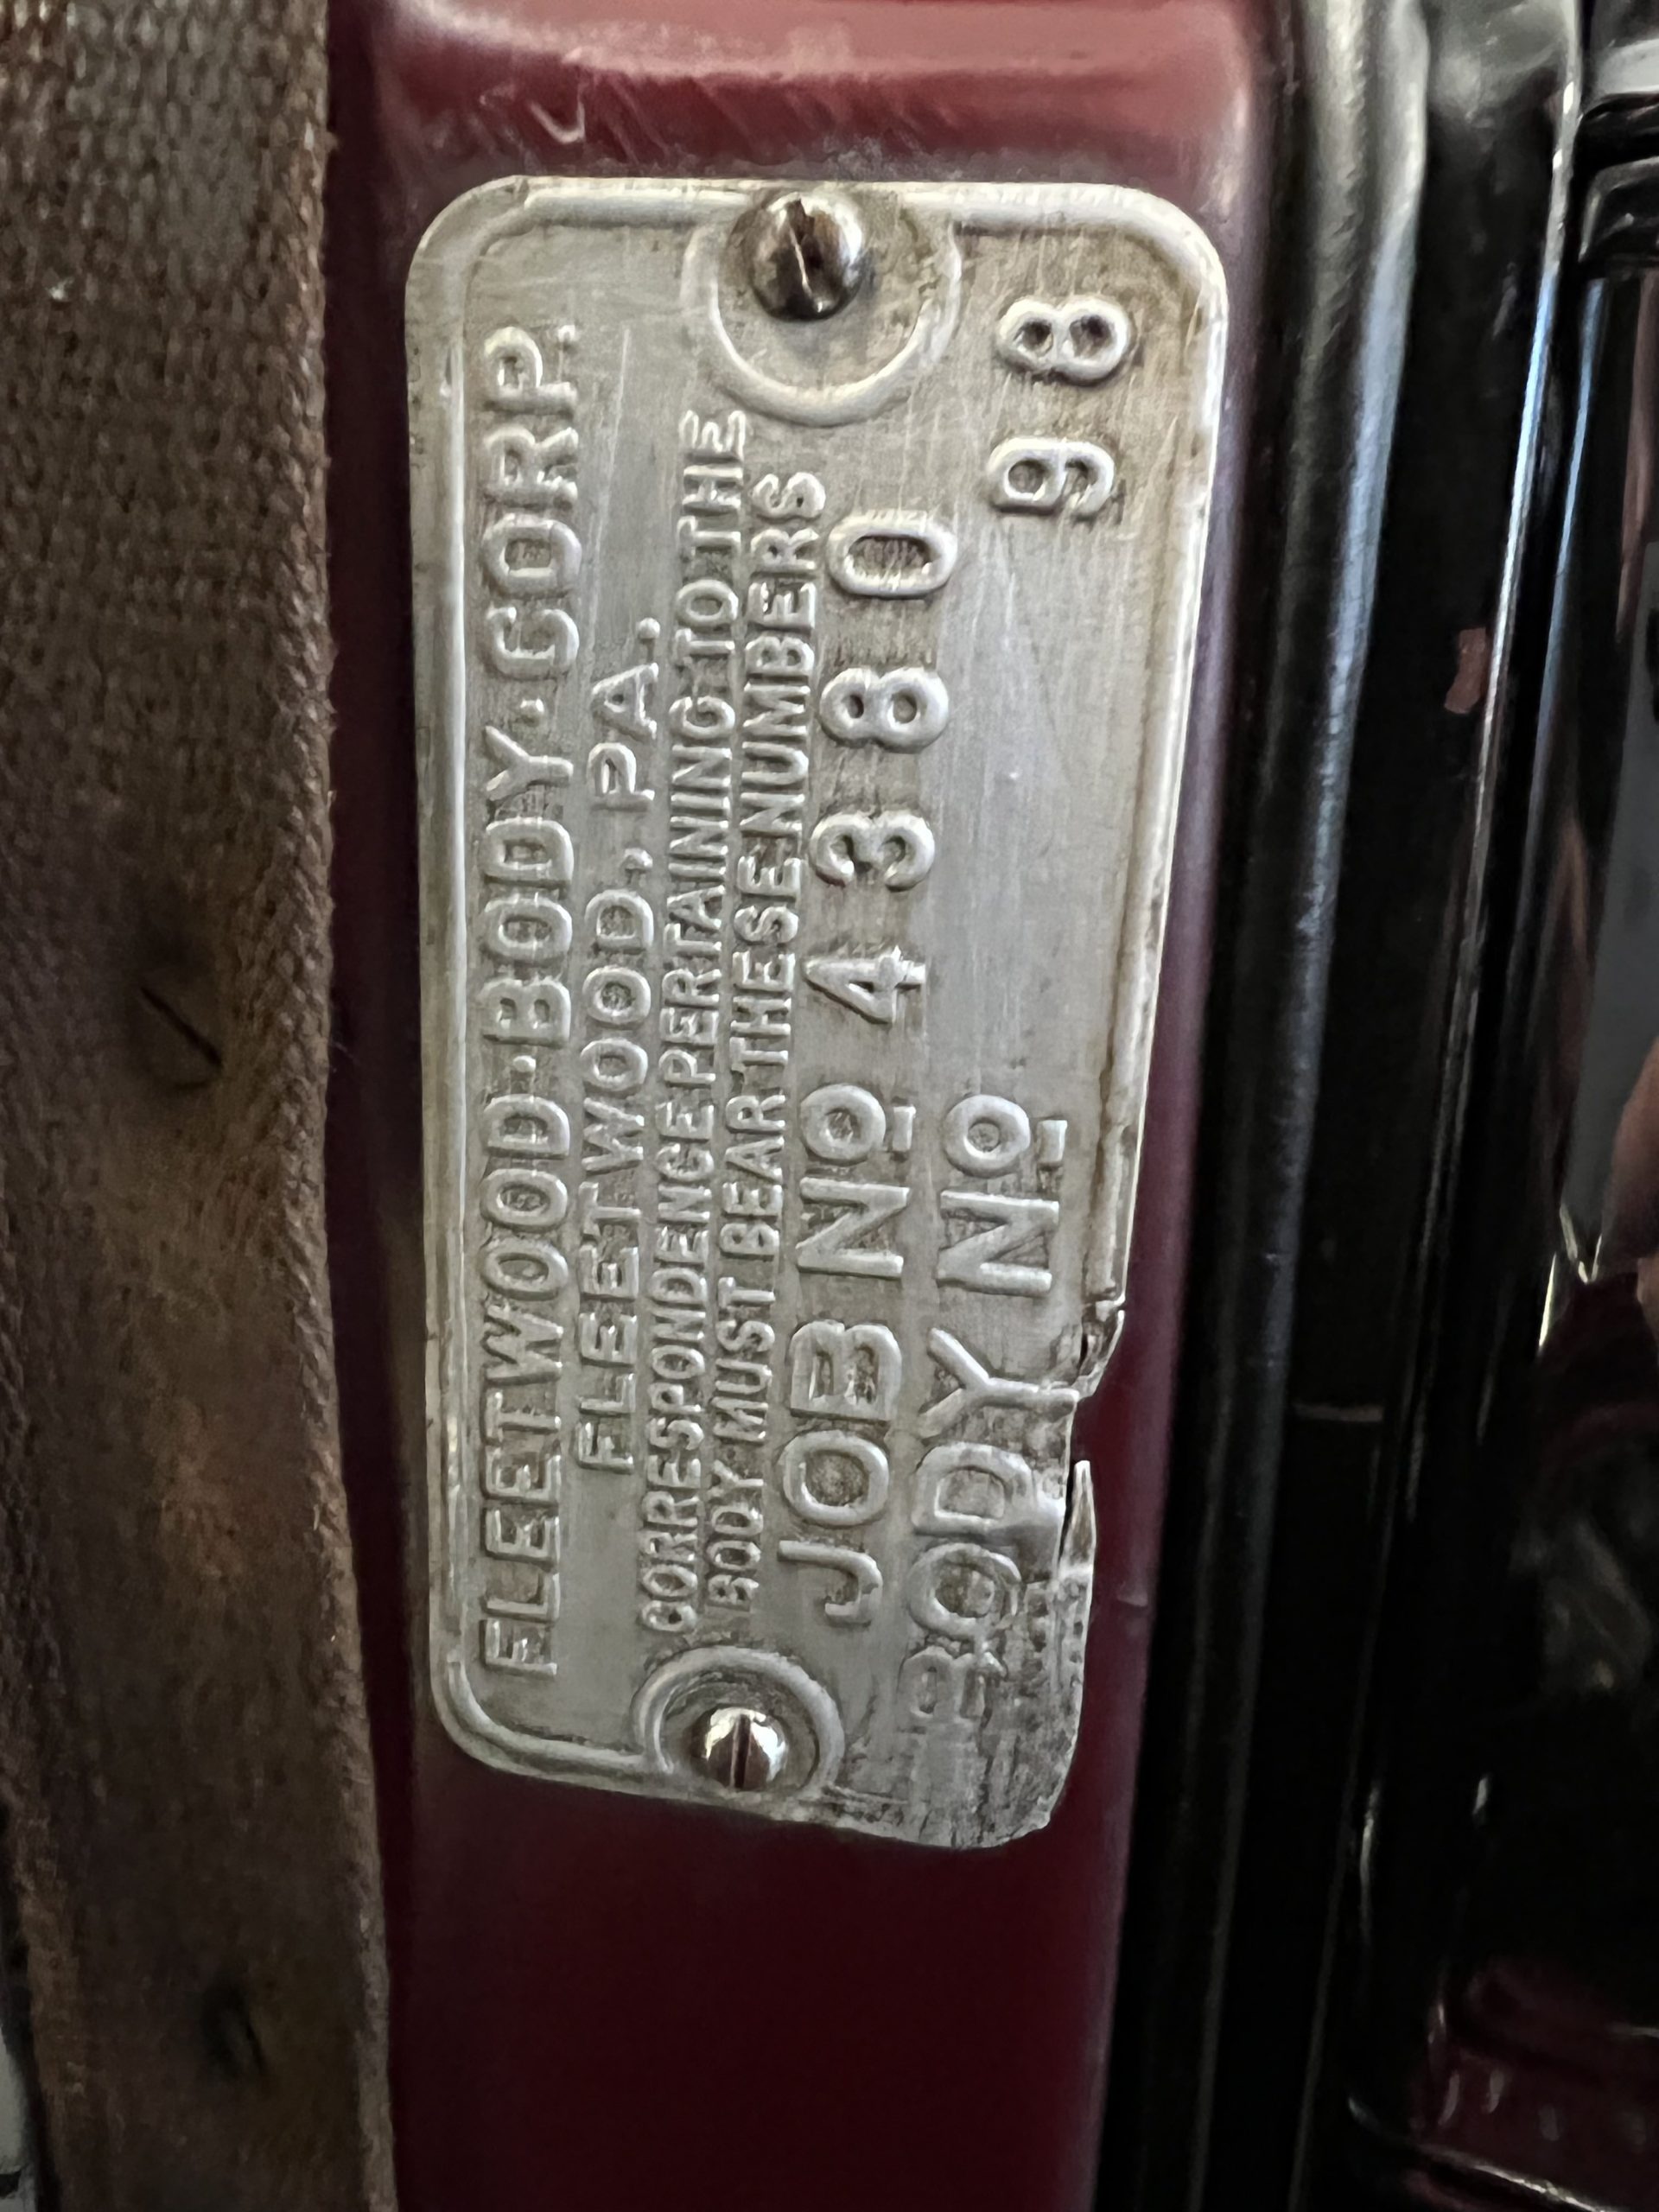 FLEETWOOD·BODY·CORP.
FLEETWOOD., PA..
CORRESPONDENCE PERTAINING TO THE
BODY MUST BEAR THESE NUMBERS
JOB Nº 4380
BODY Nº 98